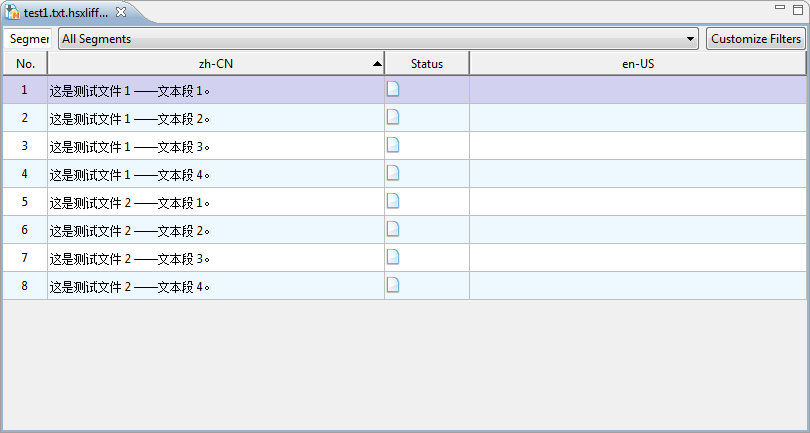 test1.txt.hsxliff...
Segmer All Segments Customize Filters
No. zh-CN Status en-US
1 这是测试文件 1 ——文本段 1。
2 这是测试文件 1 ——文本段 2。
3 这是测试文件 1 ——文本段 3。
4 这是测试文件 1 ——文本段 4。
5 这是测试文件 2 ——文本段 1。
6 这是测试文件 2 ——文本段 2。
7 这是测试文件 2 ——文本段 3。
8 这是测试文件 2 ——文本段 4。